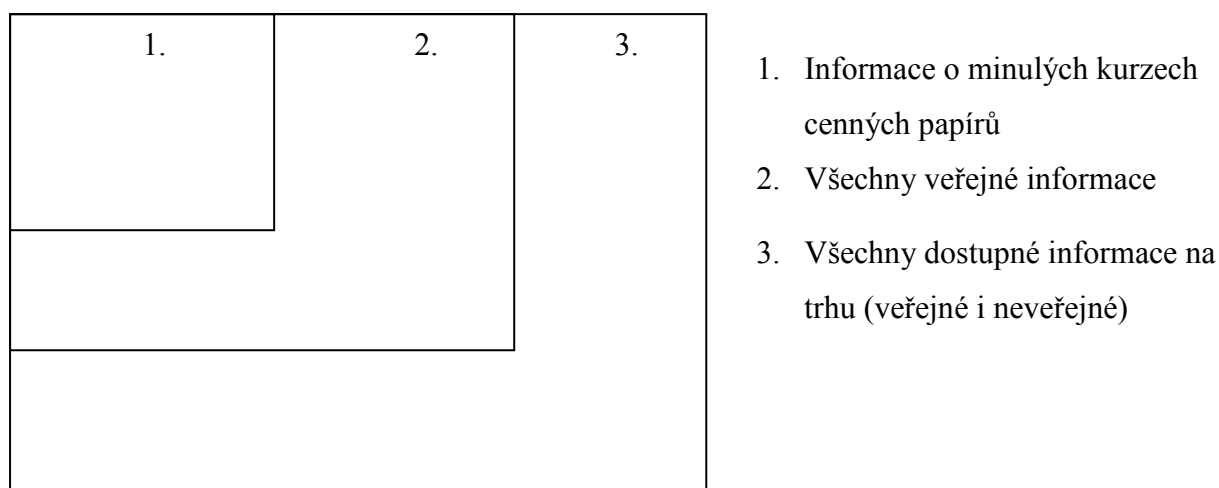 1. 2. 3.
1. Informace o minulých kurzech
cenných papírů
2. Všechny veřejné informace
3. Všechny dostupné informace na
trhu (veřejné i neveřejné)